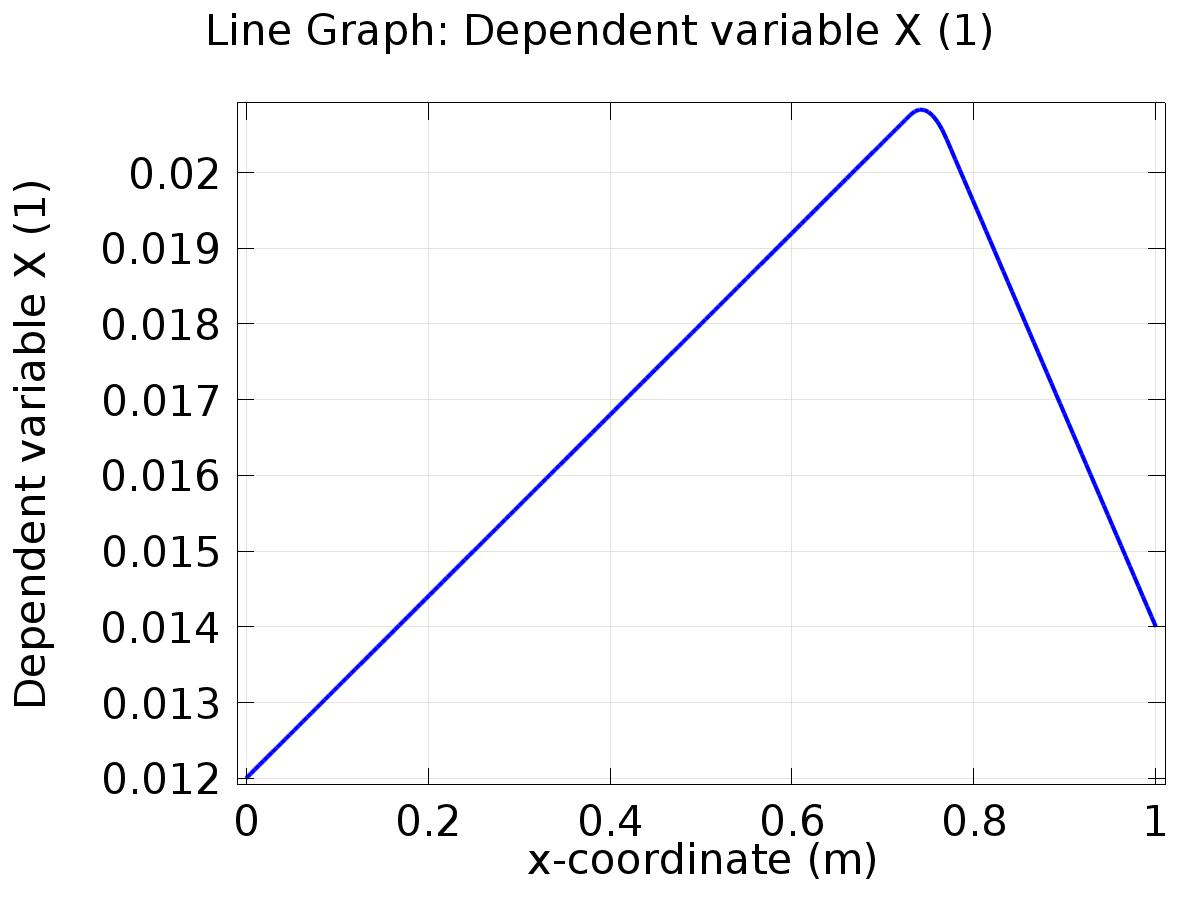 Line Graph: Dependent variable X (1)
Dependent variable X (1)
0.02
0.019
0.018
0.017
0.016
0.015
0.014
0.013
0.012
0 0.2 0.4 0.6 0.8 1
x-coordinate (m)